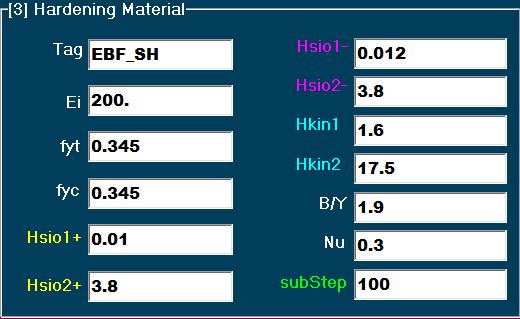 [3] Hardening Material
Tag EBF_SH
Ei 200.
fyt 0.345
fyc 0.345
Hsio1+ 0.01
Hsio2+ 3.8
Hsio1- 0.012
Hsio2- 3.8
Hkin1 1.6
Hkin2 17.5
B/Y 1.9
Nu 0.3
subStep 100